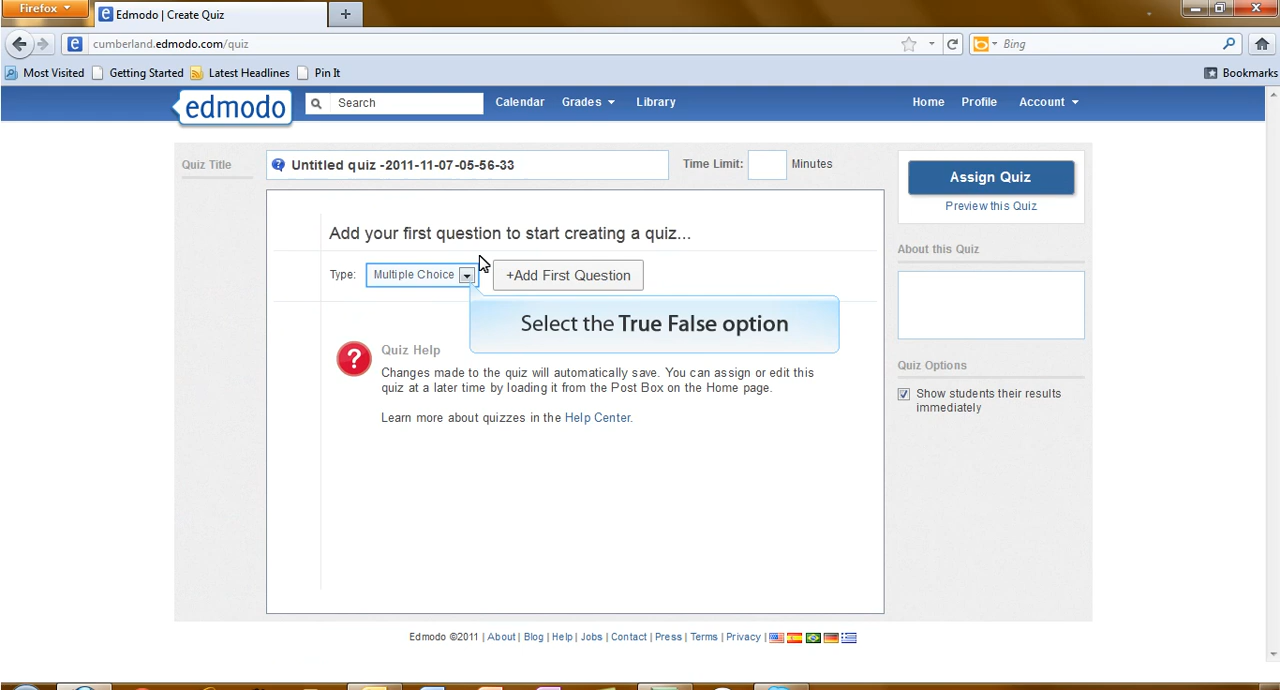 Firefox
Edmodo | Create Quiz
cumberland.edmodo.com/quiz
Bing
Most Visited Getting Started Latest Headlines Pin It Bookmarks
edmodo Search Calendar Grades Library Home Profile Account
Quiz Title Untitled quiz -2011-11-07-05-56-33 Time Limit: Minutes
Assign Quiz
Preview this Quiz
Add your first question to start creating a quiz...
Type: Multiple Choice +Add First Question
Select the True False option
Quiz Help
Changes made to the quiz will automatically save. You can assign or edit this
quiz at a later time by loading it from the Post Box on the Home page.
Learn more about quizzes in the Help Center.
About this Quiz
Quiz Options
Show students their results
immediately
Edmodo ©2011 | About | Blog | Help | Jobs | Contact | Press | Terms | Privacy |